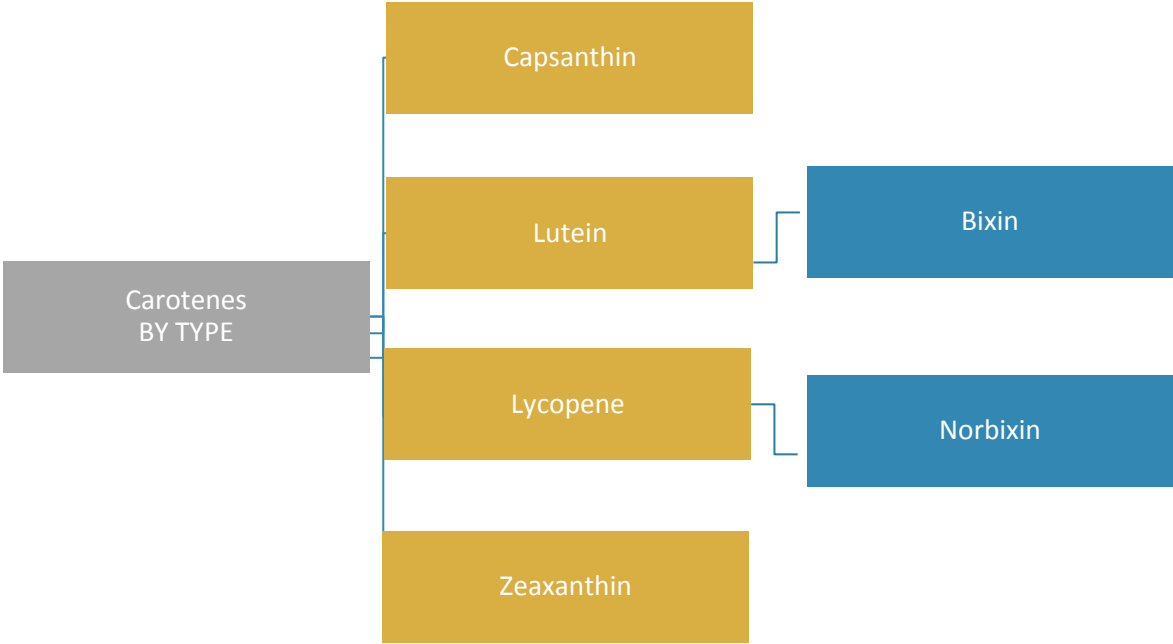 Capsanthin
Lutein
Bixin
Carotenes
BY TYPE
Lycopene
Norbixin
Zeaxanthin